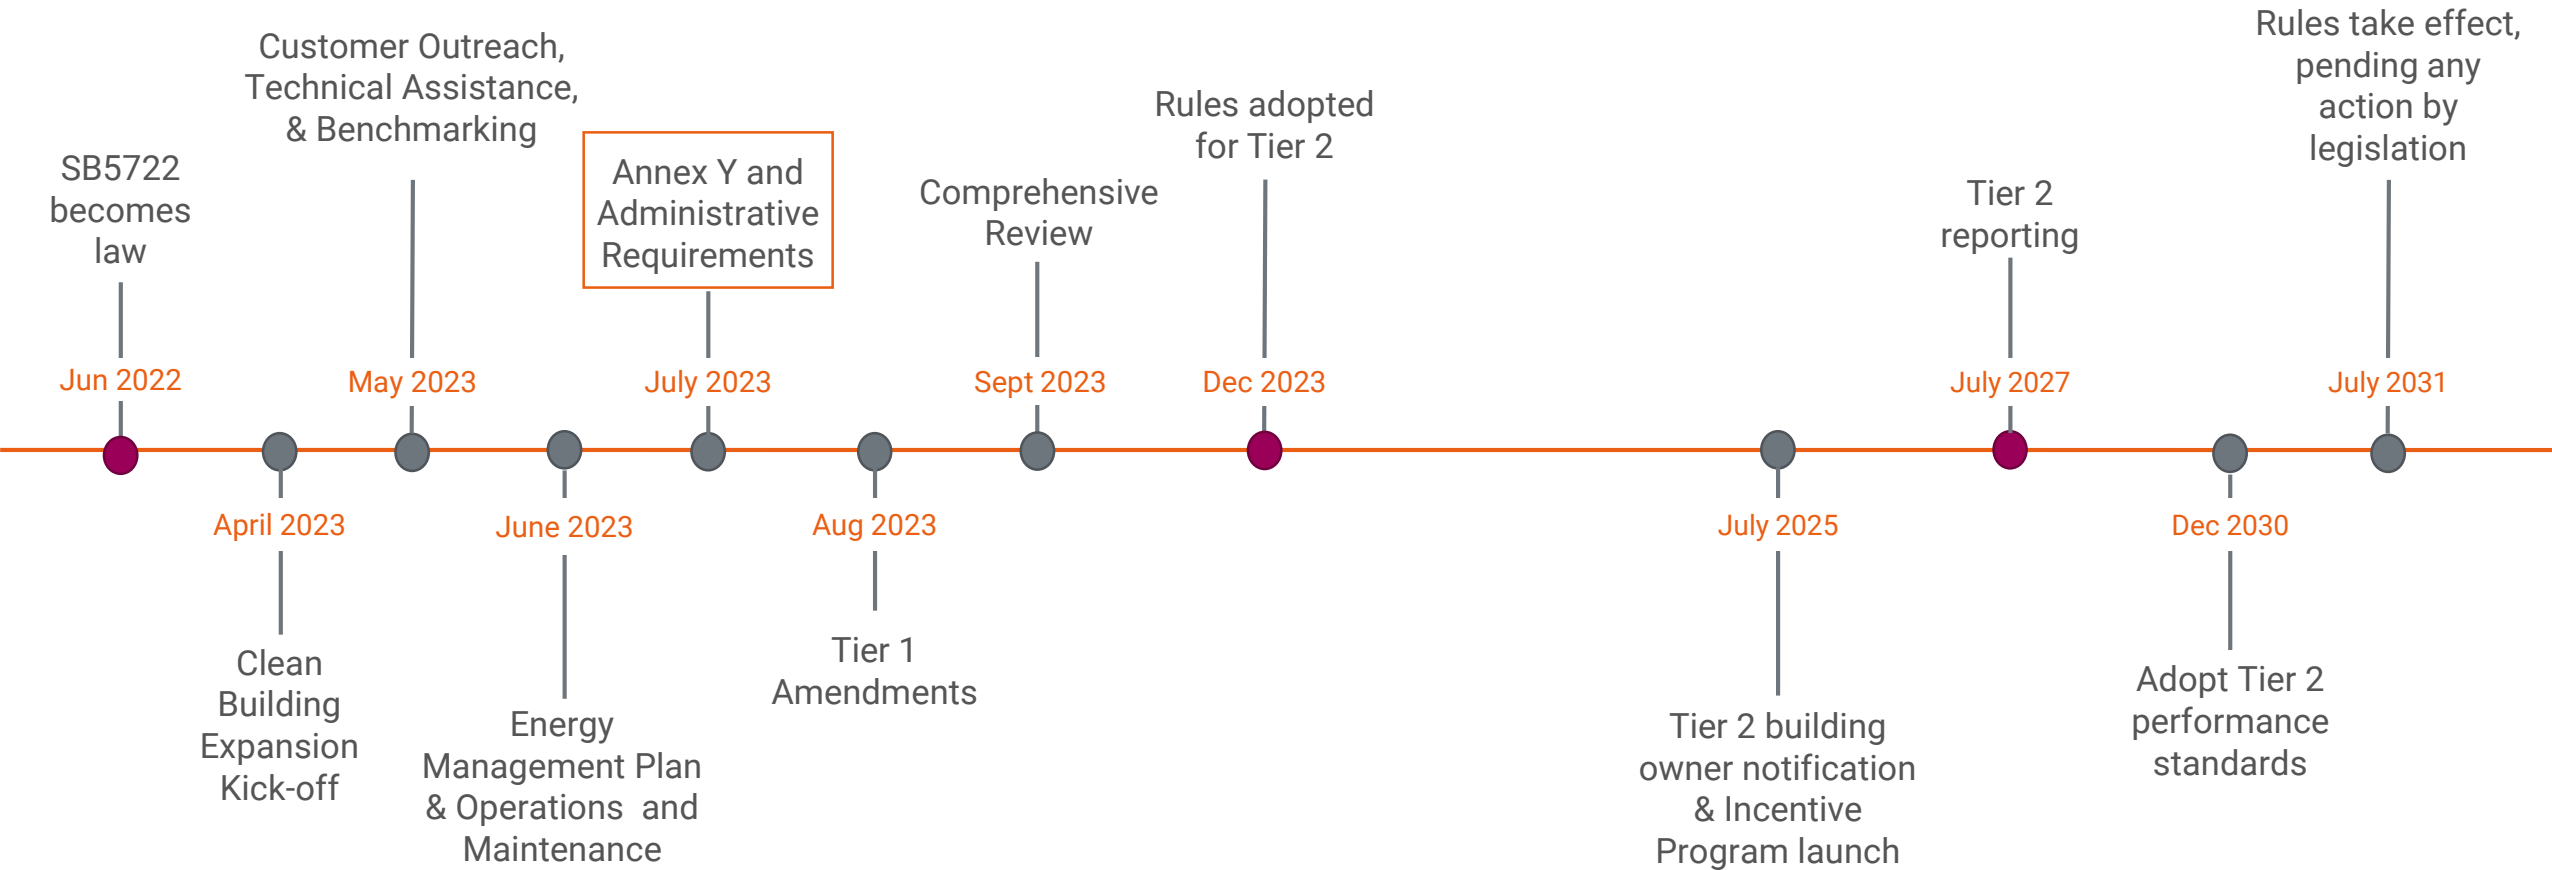 SB5722
becomes
law
Jun 2022
April 2023
Clean
Building
Expansion
Kick-off
Customer Outreach,
Technical Assistance,
& Benchmarking
May 2023
June 2023
Energy
Management Plan
& Operations  and
Maintenance
Annex Y and
Administrative
Requirements
July 2023
Aug 2023
Tier 1
Amendments
Comprehensive
Review
Sept 2023
Rules adopted
for Tier 2
Dec 2023
July 2025
Tier 2 building
owner notification
& Incentive
Program launch
Tier 2
reporting
July 2027
Dec 2030
Adopt Tier 2
performance
standards
Rules take effect,
pending any
action by
legislation
July 2031